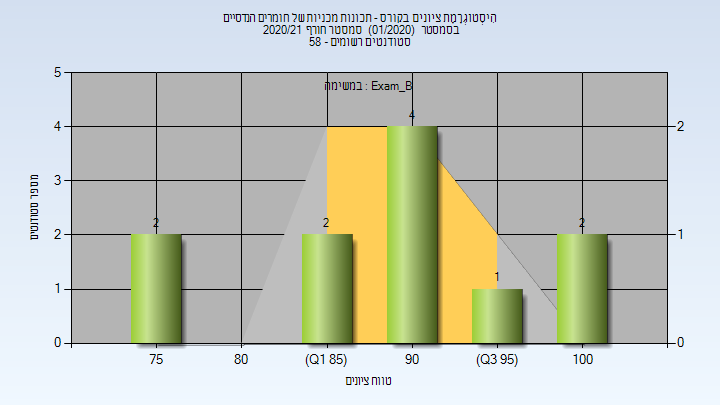 הִיסְטוֹגְרָמַת ציונים בקורס - תכונות מכניות של חומרים הנדסיים
בסמסטר (01/2020) סמסטר חורף 2020/21
סטודנטים רשומים - 58
במשימה : Exam_B
מספר סטודנטים
5
4
3
2
1
0
2
1
0
2
2
4
1
2
75
80
(Q1 85)
90
(Q3 95)
100
טווח ציונים